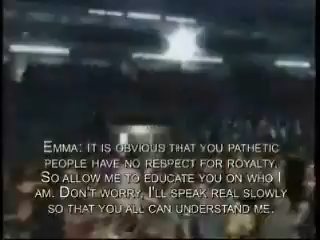 EMMA: IT IS OBVIOUS THAT YOU PATHETIC
PEOPLE HAVE NO RESPECT FOR ROYALTY.
SO ALLOW ME TO EDUCATE YOU ON WHO I
AM. DON'T WORRY, I'LL SPEAK REAL SLOWLY
SO THAT YOU ALL CAN UNDERSTAND ME.